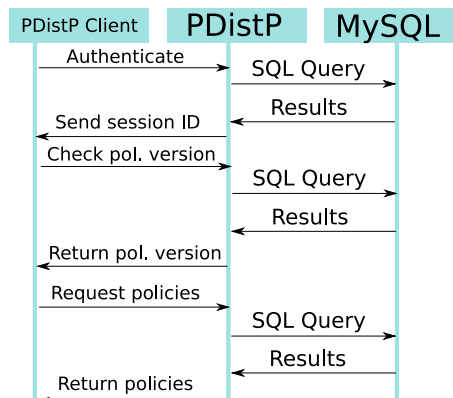 PDistP Client PDistP MySQL
Authenticate
SQL Query
Results
Send session ID
Check pol. version
SQL Query
Results
Return pol. version
Request policies
SQL Query
Results
Return policies